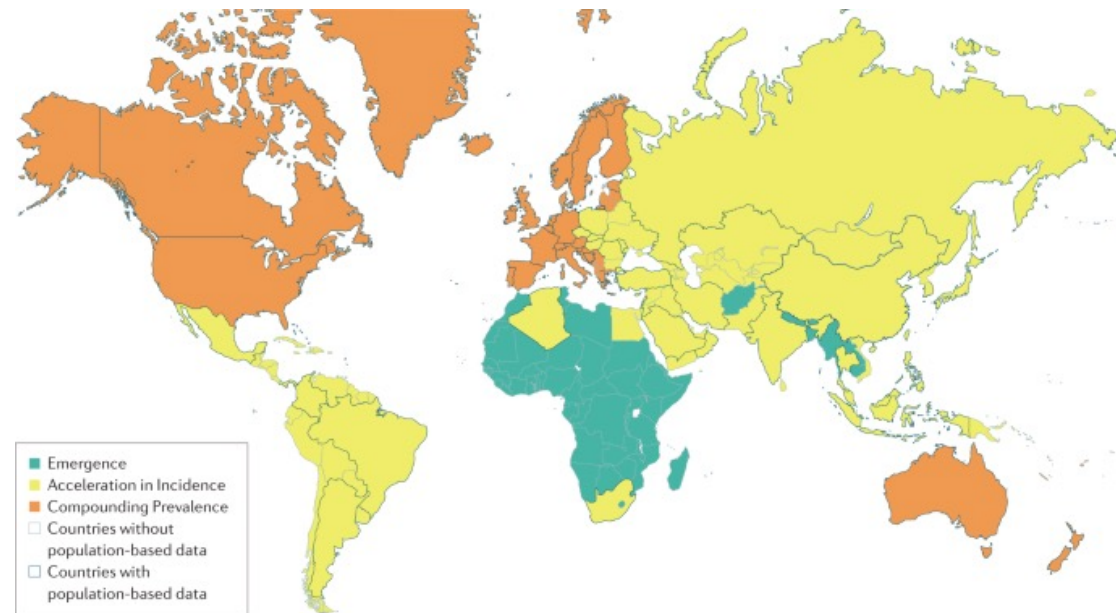 Emergence
Acceleration in Incidence
Compounding Prevalence
Countries without
population-based data
Countries with
population-based data